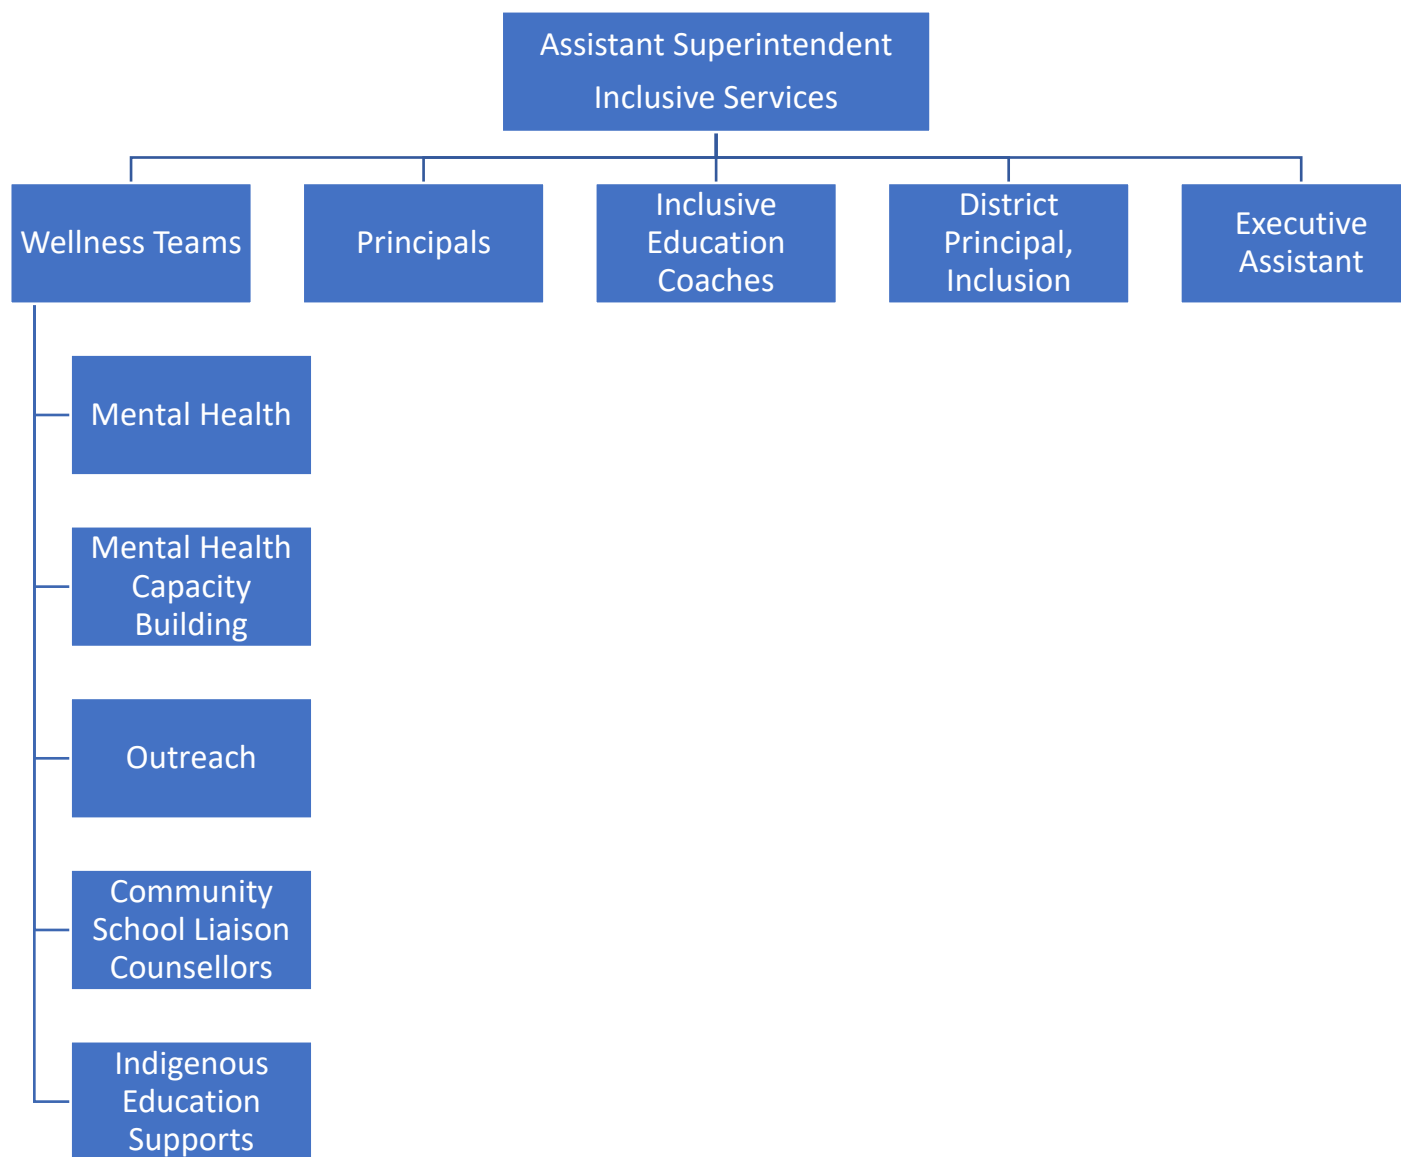 Assistant Superintendent
Inclusive Services
Wellness Teams
Principals
Inclusive
Education
Coaches
District
Principal,
Inclusion
Executive
Assistant
Mental Health
Mental Health
Capacity
Building
Outreach
Community
School Liaison
Counsellors
Indigenous
Education
Supports